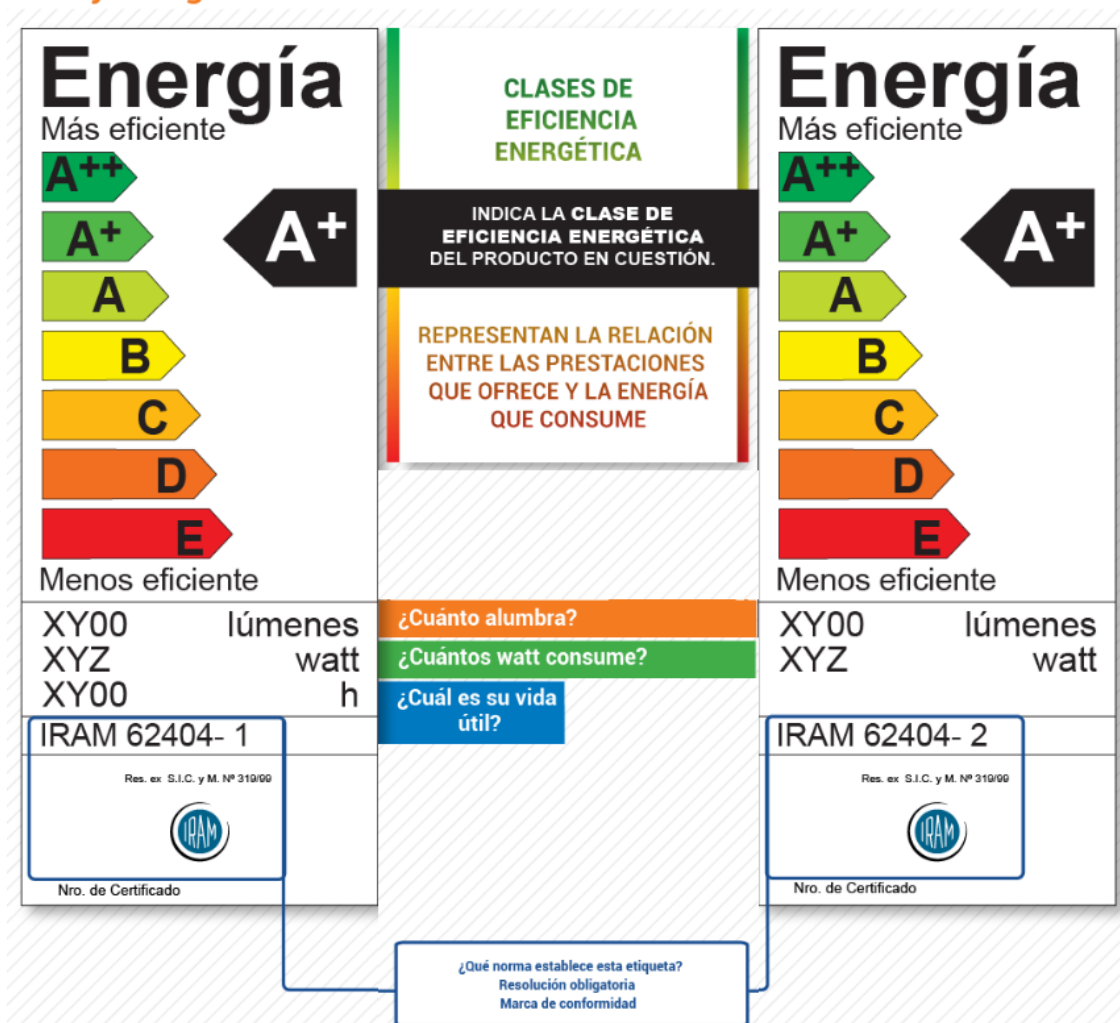 Energía
Más eficiente
A++
A+
A+
A
B
C
D
E
Menos eficiente
XY00 lúmenes
XYZ watt
XY00 h
IRAM 62404- 1
Res. ex S.I.C. y M. Nº 319/99
IRAM
Nro. de Certificado
CLASES DE
EFICIENCIA
ENERGÉTICA
INDICA LA CLASE DE
EFICIENCIA ENERGÉTICA
DEL PRODUCTO EN CUESTIÓN.
REPRESENTAN LA RELACIÓN
ENTRE LAS PRESTACIONES
QUE OFRECE Y LA ENERGÍA
QUE CONSUME
¿Cuánto alumbra?
¿Cuántos watt consume?
¿Cuál es su vida
útil?
Energía
Más eficiente
A++
A+
A+
A
B
C
D
E
Menos eficiente
XY00 lúmenes
XYZ watt
IRAM 62404- 2
Res. ex S.I.C. y M. Nº 319/99
IRAM
Nro. de Certificado
¿Qué norma establece esta etiqueta?
Resolución obligatoria
Marca de conformidad